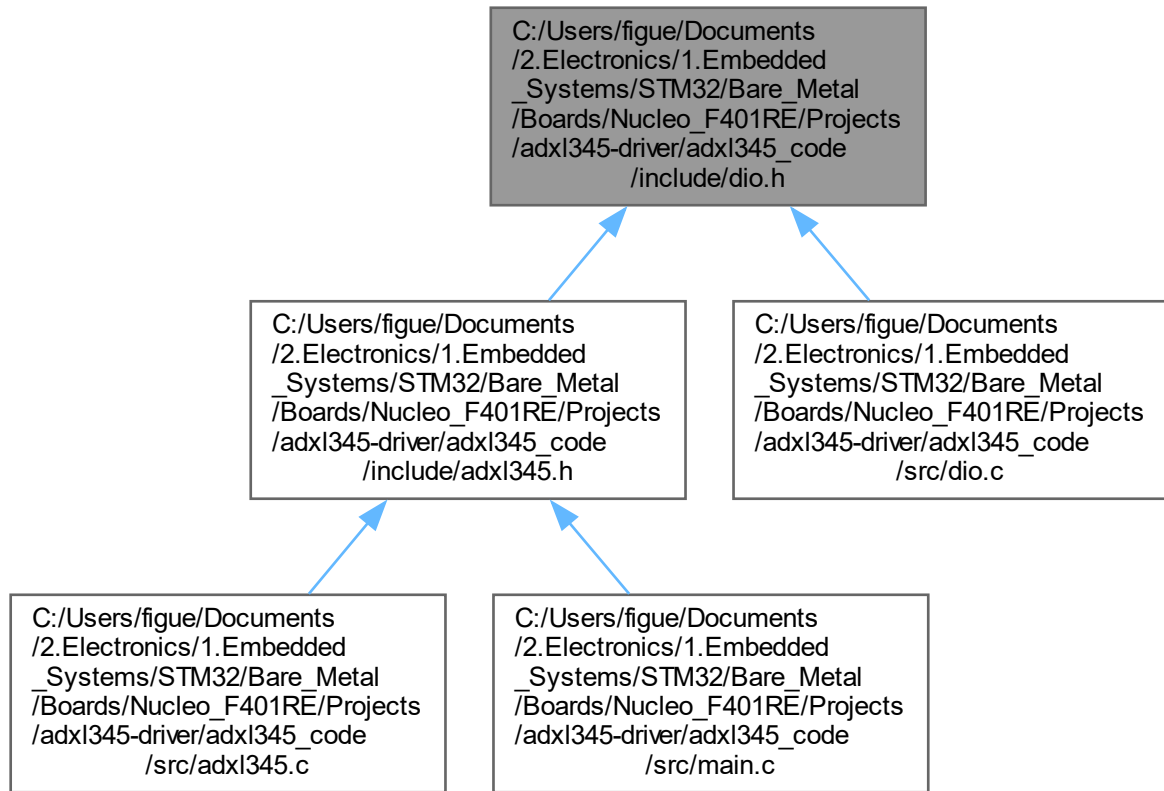 C:/Users/figue/Documents
/2.Electronics/1.Embedded
_Systems/STM32/Bare_Metal
/Boards/Nucleo_F401RE/Projects
/adxl345-driver/adxl345_code
/include/dio.h
C:/Users/figue/Documents
/2.Electronics/1.Embedded
_Systems/STM32/Bare_Metal
/Boards/Nucleo_F401RE/Projects
/adxl345-driver/adxl345_code
/include/adxl345.h
C:/Users/figue/Documents
/2.Electronics/1.Embedded
_Systems/STM32/Bare_Metal
/Boards/Nucleo_F401RE/Projects
/adxl345-driver/adxl345_code
/src/dio.c
C:/Users/figue/Documents
/2.Electronics/1.Embedded
_Systems/STM32/Bare_Metal
/Boards/Nucleo_F401RE/Projects
/adxl345-driver/adxl345_code
/src/adxl345.c
C:/Users/figue/Documents
/2.Electronics/1.Embedded
_Systems/STM32/Bare_Metal
/Boards/Nucleo_F401RE/Projects
/adxl345-driver/adxl345_code
/src/main.c